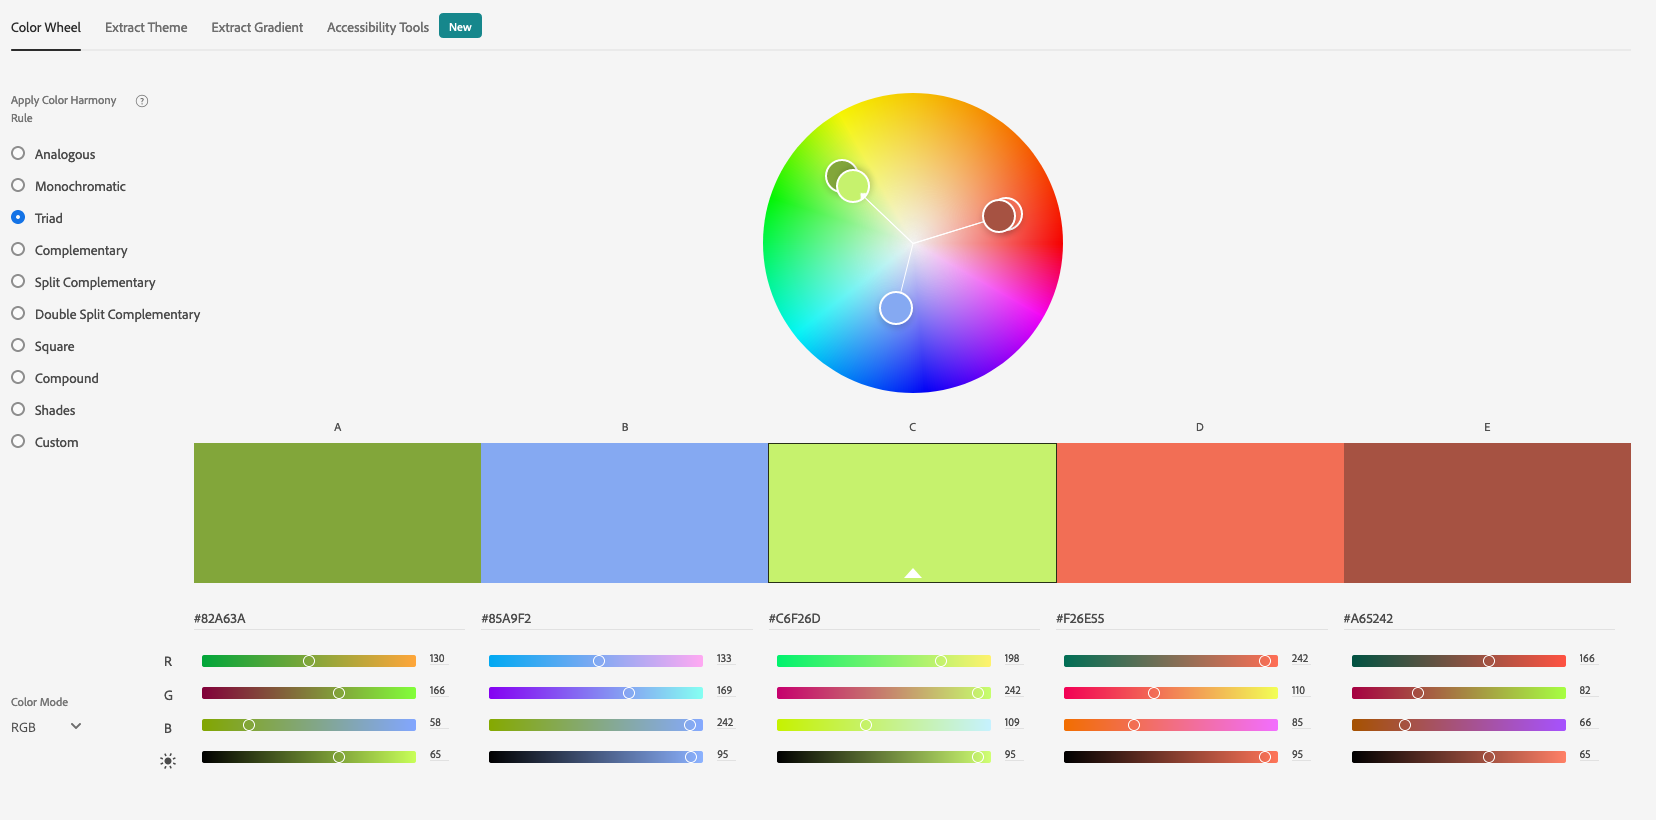 Color Wheel Extract Theme Extract Gradient Accessibility Tools New
Apply Color Harmony ?
Rule
Analogous
Monochromatic
Triad
Complementary
Split Complementary
Double Split Complementary
Square
Compound
Shades
Custom
A B C D E
#82A63A #85A9F2 #C6F26D #F26E55 #A65242
R 130 133 198 242 166
G 166 169 242 110 82
Color Mode
RGB
B 58 242 109 85 66
65 95 95 95 65